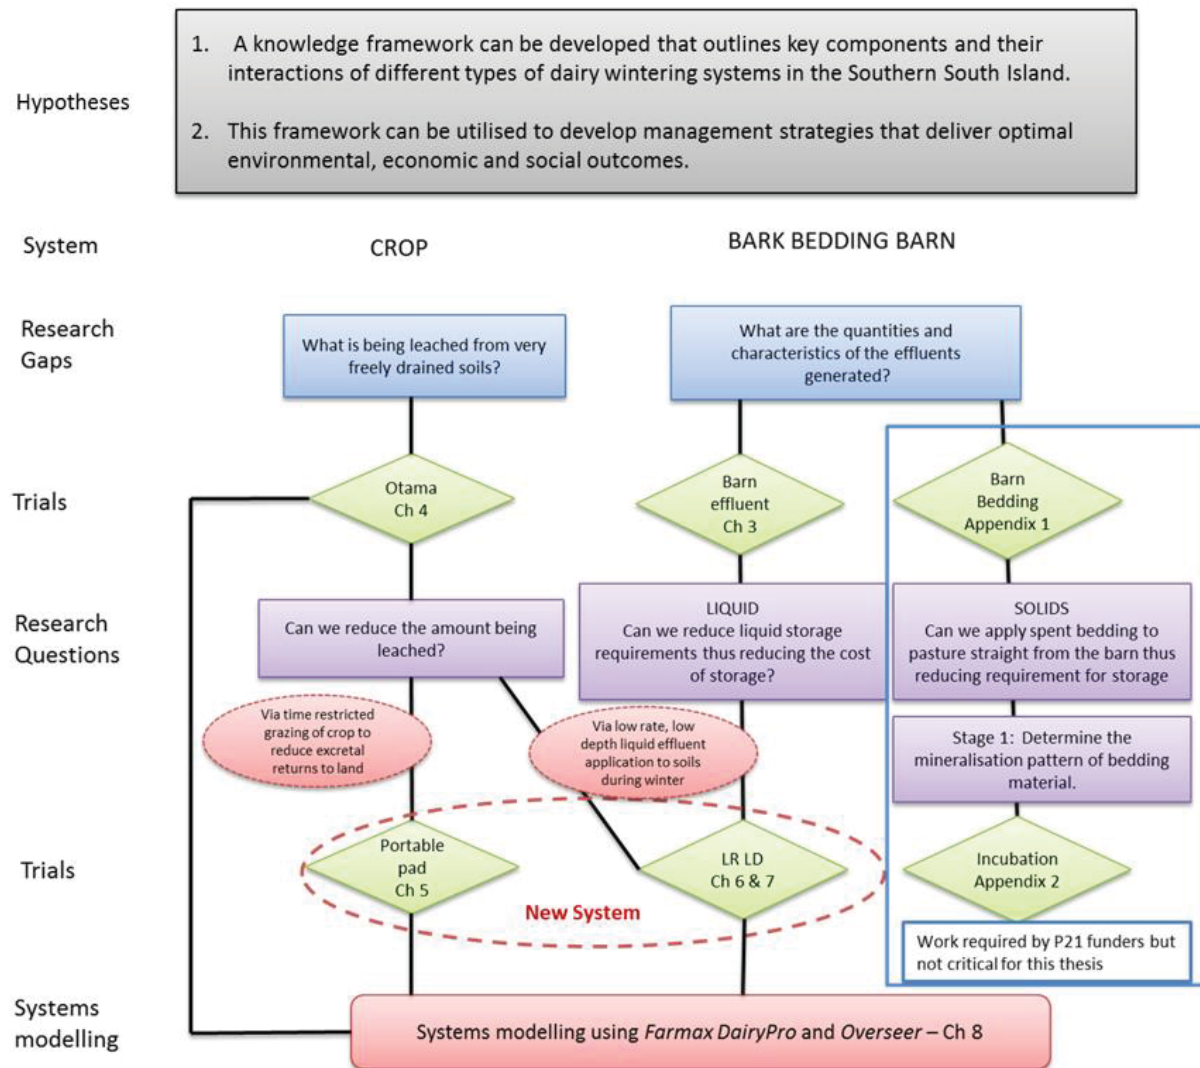 Hypotheses
1. A knowledge framework can be developed that outlines key components and their
interactions of different types of dairy wintering systems in the Southern South Island.
2. This framework can be utilised to develop management strategies that deliver optimal
environmental, economic and social outcomes.
System
CROP
BARK BEDDING BARN
Research
Gaps
What is being leached from very
freely drained soils?
What are the quantities and
characteristics of the effluents
generated?
Trials
Otama
Ch 4
Barn
effluent
Ch 3
Barn
Bedding
Appendix 1
Research
Questions
Can we reduce the amount being
leached?
LIQUID
Can we reduce liquid storage
requirements thus reducing the cost
of storage?
SOLIDS
Can we apply spent bedding to
pasture straight from the barn thus
reducing requirement for storage
Via time restricted
grazing of crop to
reduce excretal
returns to land
Via low rate, low
depth liquid effluent
application to soils
during winter
Stage 1: Determine the
mineralisation pattern of bedding
material.
Trials
Portable
pad
Ch 5
LR LD
Ch 6 & 7
Incubation
Appendix 2
New System
Work required by P21 funders but
not critical for this thesis
Systems
modelling
Systems modelling using Farmax DairyPro and Overseer – Ch 8